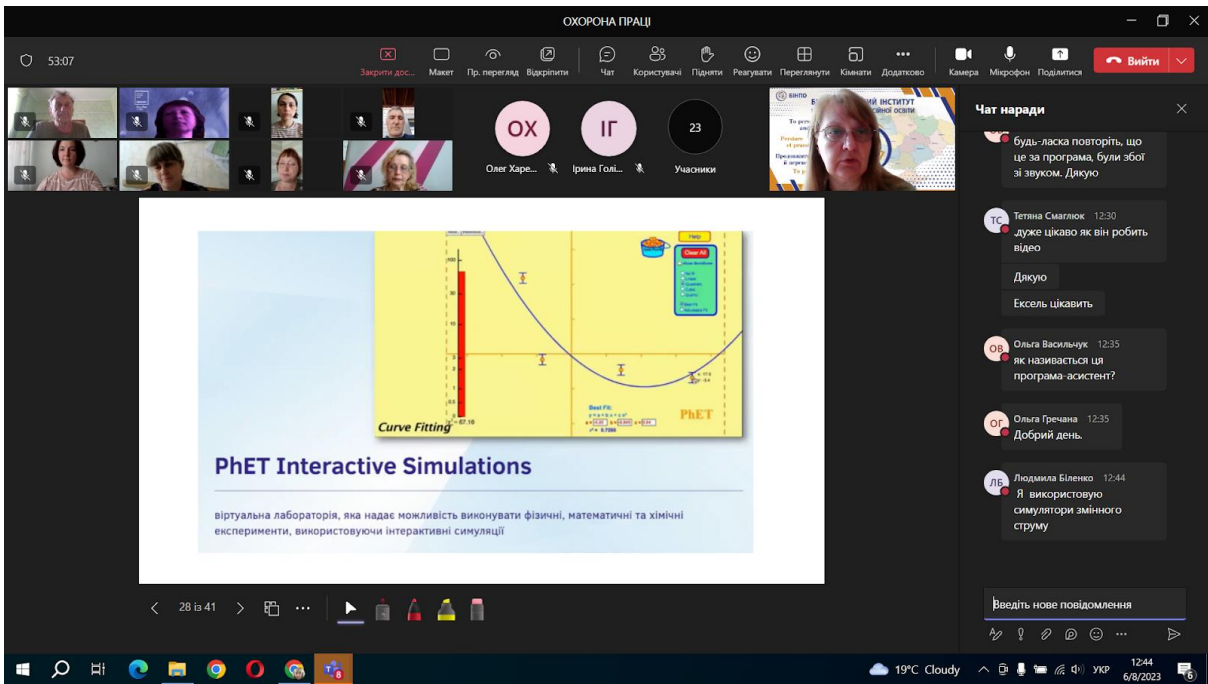 ОХОРОНА ПРАЦІ
53:07
Закрити дос...
Макет
Пр. перегляд
Відкріпити
Чат
Користувачі
Підняти
Реагувати
Переглянути
Кімнати
Додатково
Камера
Мікрофон
Поділитися
Вийти
ОХ
Олег Харе...
ІГ
Ірина Голі...
23
Учасники
БІНПО
ИЙ ІНСТИТУТ
Чат наради
будь-ласка повторіть, що
це за програма, були збої
зі звуком. Дякую
ТС
Тетяна Смаглюк 12:30
,дуже цікаво як він робить
відео
Дякую
Ексель цікавить
ОВ
Ольга Васильчук 12:35
як називається ця
програма-асистент?
ОГ
Ольга Гречана 12:35
Добрий день.
ЛБ
Людмила Біленко 12:44
Я використовую
симулятори змінного
струму
Введіть нове повідомлення
Help
Clear All
Best Fit:
PhET
Curve Fitting
PhET Interactive Simulations
віртуальна лабораторія, яка надає можливість виконувати фізичні, математичні та хімічні
експерименти, використовуючи інтерактивні симуляції
28 із 41
8
19°C Cloudy
УКР
12:44
6/8/2023
6